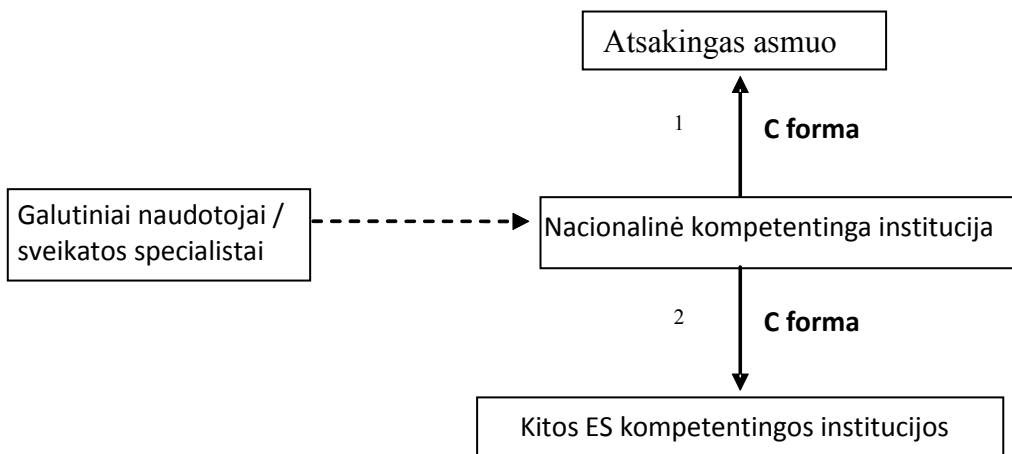 Atsakingas asmuo
1
C forma
Galutiniai naudotojai /
sveikatos specialistai
Nacionalinė kompetentinga institucija
2
C forma
Kitos ES kompetentingos institucijos